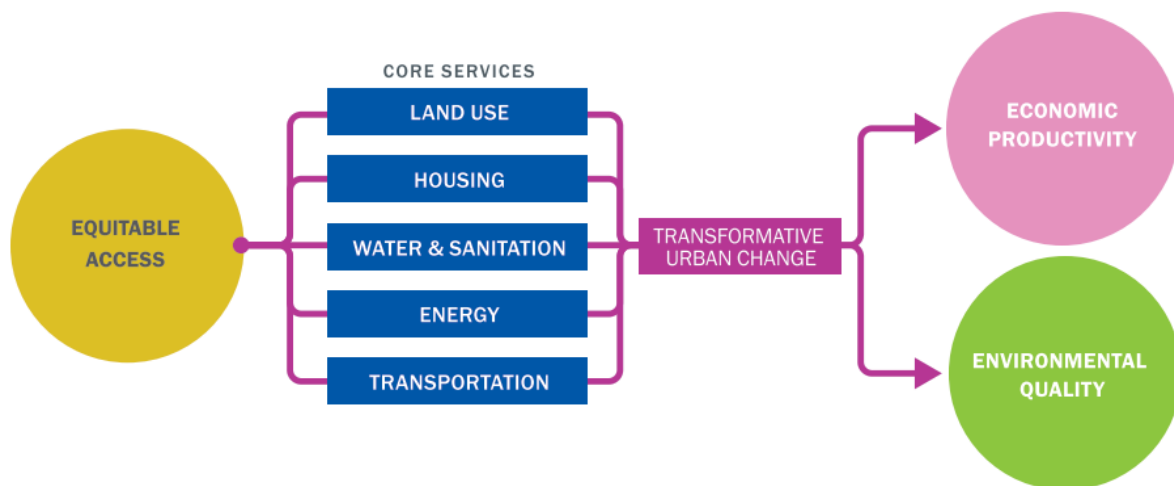 EQUITABLE
ACCESS
CORE SERVICES
LAND USE
HOUSING
WATER & SANITATION
ENERGY
TRANSPORTATION
TRANSFORMATIVE
URBAN CHANGE
ECONOMIC
PRODUCTIVITY
ENVIRONMENTAL
QUALITY